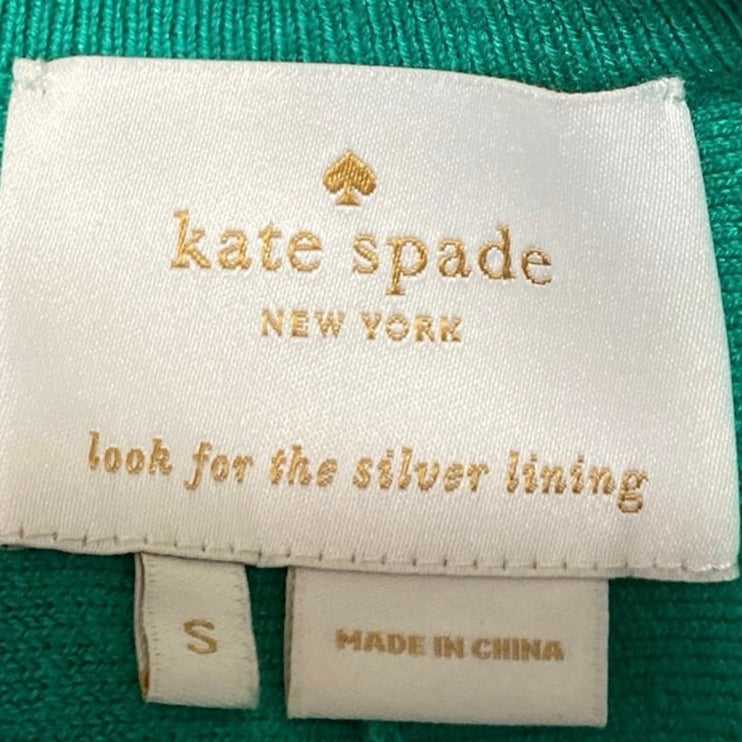 kate spade
NEW YORK
look for the silver lining
S
MADE IN CHINA